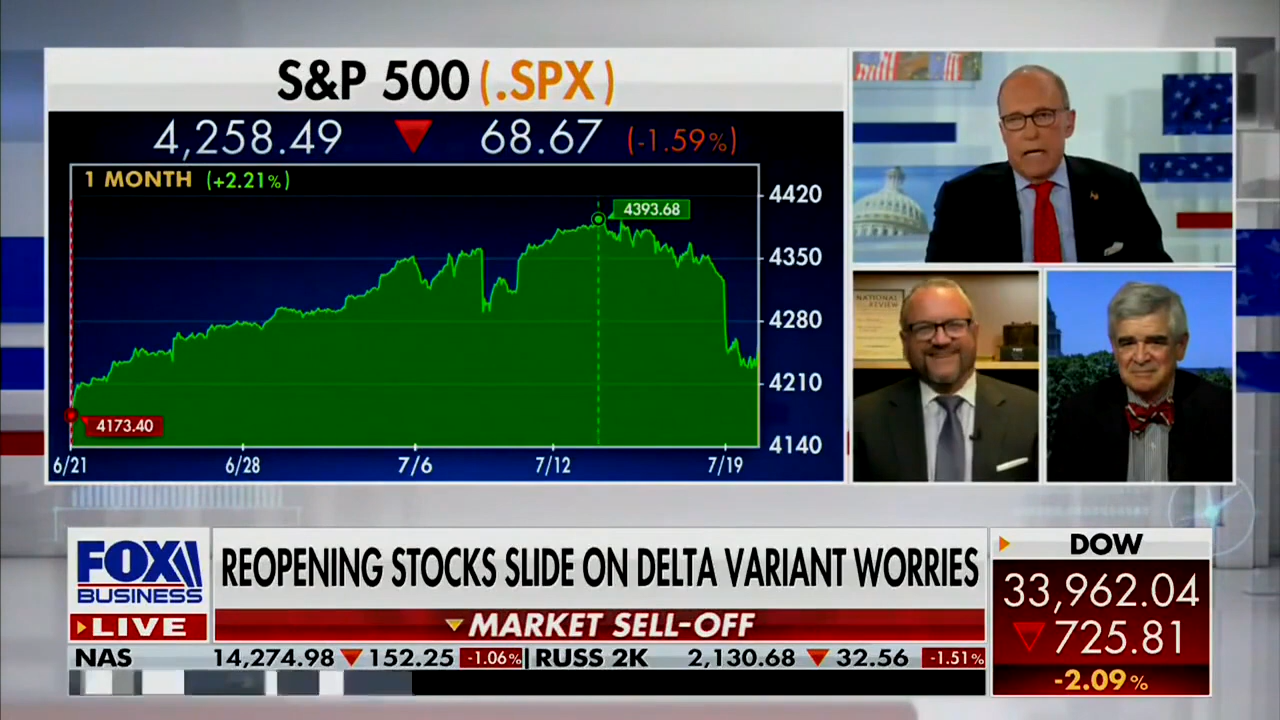 S&P 500 (.SPX)
4,258.49 ▼ 68.67 (-1.59%)
1 MONTH (+2.21%)
4420
4393.68
4350
4280
4210
4173.40
4140
6/21 6/28 7/6 7/12 7/19
NATIONAL
REVIEW
FOX
BUSINESS
LIVE
REOPENING STOCKS SLIDE ON DELTA VARIANT WORRIES
MARKET SELL-OFF
NAS 14,274.98 ▼ 152.25 -1.06% RUSS 2K 2,130.68 ▼ 32.56 -1.51%
DOW
33,962.04
▼ 725.81
-2.09%